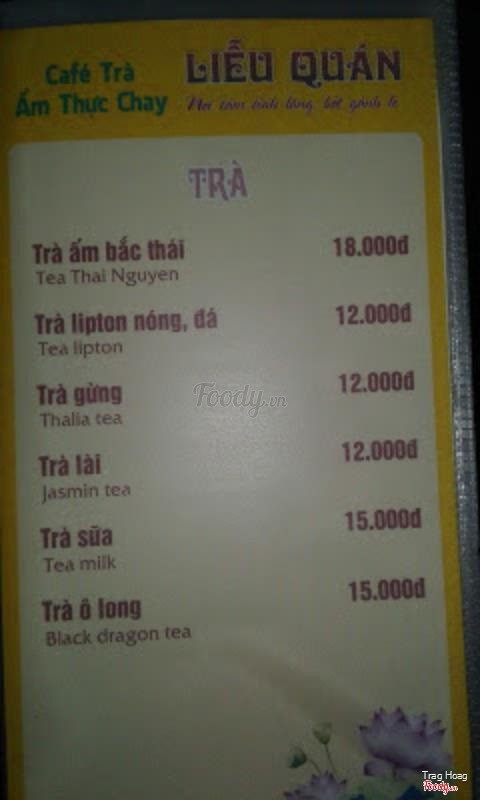 Café Trà
Ẩm Thực Chay
LIỄU QUÁN
TRÀ
Trà ấm bắc thái 18.000đ
Tea Thai Nguyen
Trà lipton nóng, đá 12.000đ
Tea lipton
Trà gừng 12.000đ
Thalia tea
Trà lài 12.000đ
Jasmin tea
Trà sữa 15.000đ
Tea milk
Trà ô long 15.000đ
Black dragon tea
Foody.vn
Trag Hoag
Foody.vn